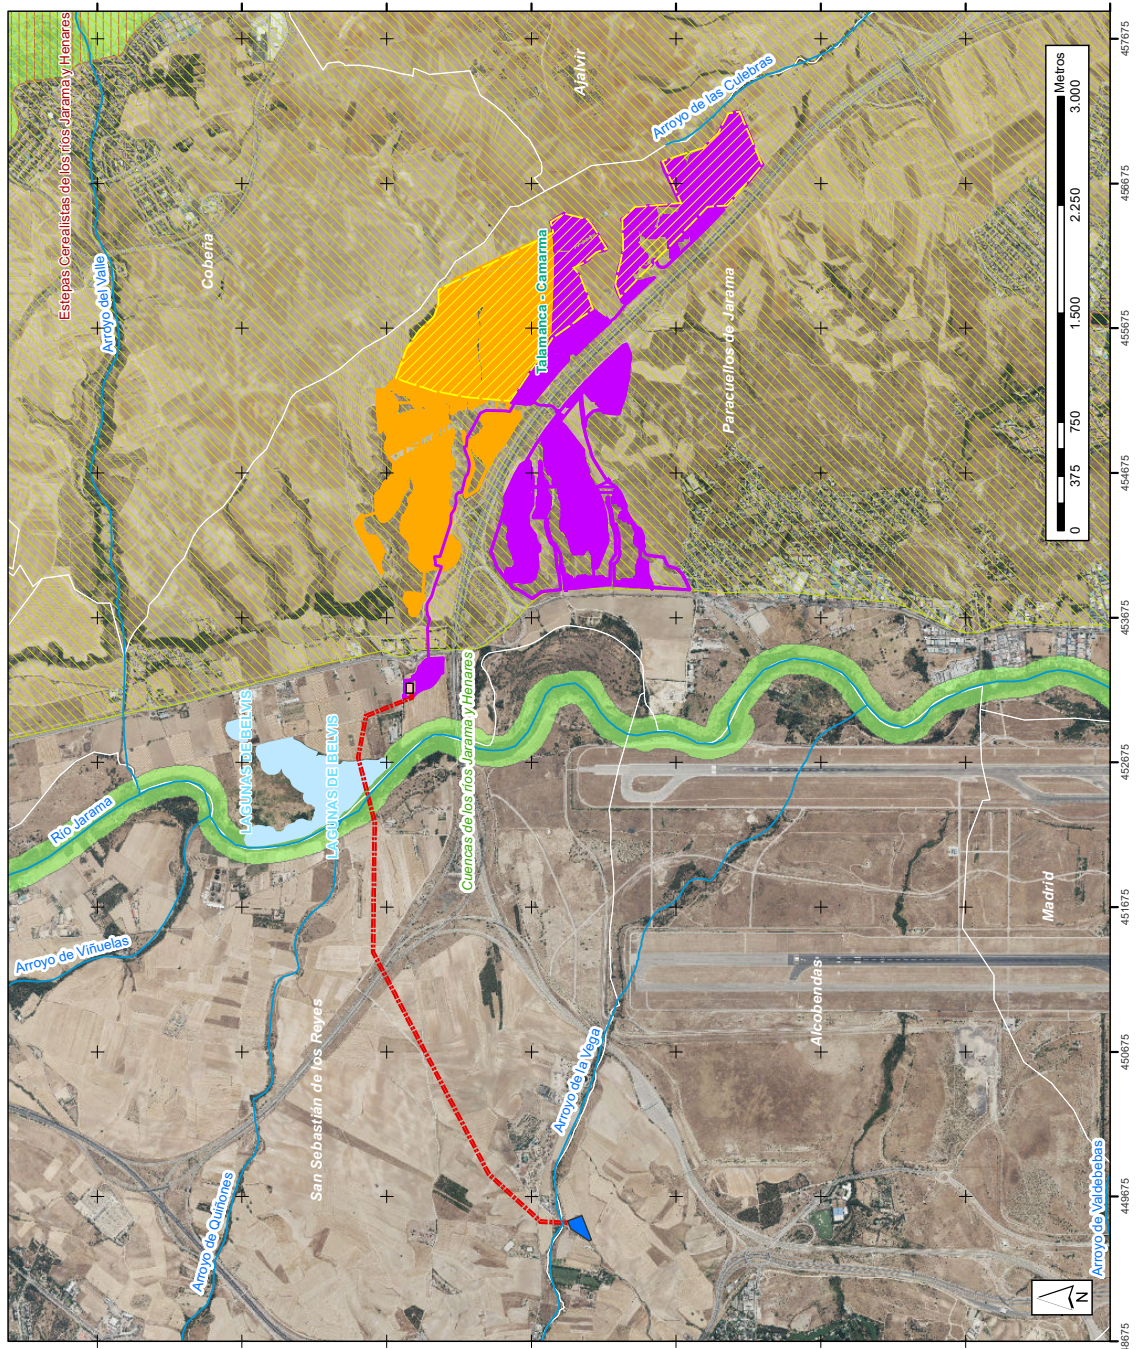 Estepas Cerealistas de los ríos Jarama y Henares
Arroyo del Valle
Cobeña
Ajalvir
Arroyo de las Culebras
Talamanca - Camarma
Paracuellos de Jarama
Río Jarama
LAGUNAS DE BELVIS
LAGUNAS DE BELVIS
Cuencas de los ríos Jarama y Henares
Arroyo de Viñuelas
San Sebastián de los Reyes
Arroyo de Quiñones
Arroyo de la Vega
Alcobendas
Madrid
Arroyo de Valdebebas
0 375 750 1.500 2.250 3.000
Metros
N
48675
449675
450675
451675
452675
453675
454675
455675
456675
457675